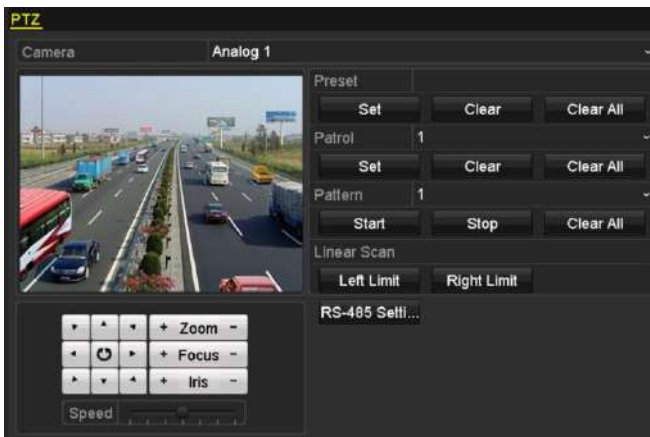 PTZ
Camera Analog 1
Preset
Set Clear Clear All
Patrol 1
Set Clear Clear All
Pattern 1
Start Stop Clear All
Linear Scan
Left Limit Right Limit
RS-485 Setti...
+ Zoom -
+ Focus -
+ Iris -
Speed